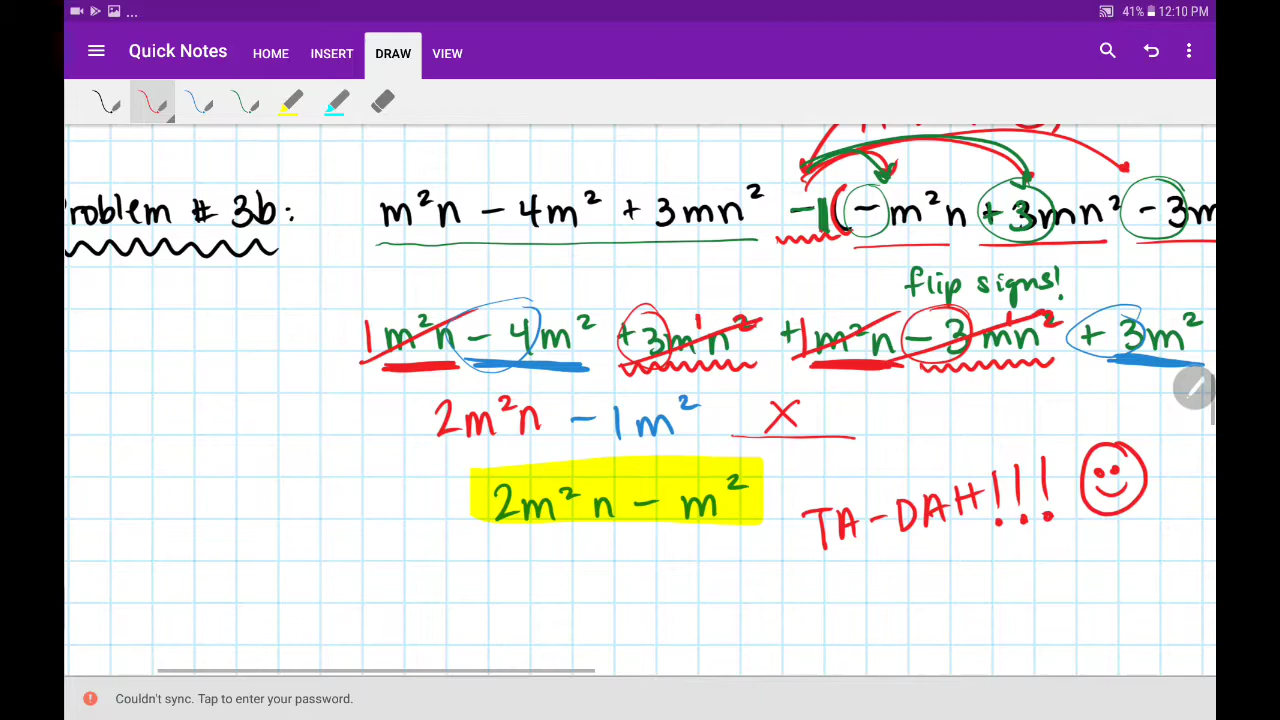 ... 41% 12:10 PM
Quick Notes HOME INSERT DRAW VIEW
roblem # 3b: m²n - 4m² + 3mn² -1(-m²n + 3mn² - 3m
flip signs!
1m²n - 4m² + 3m¹n² + 1m²n - 3m¹n² + 3m²
2m²n - 1m² X
2m²n - m²
TA-DAH!!!
Couldn't sync. Tap to enter your password.